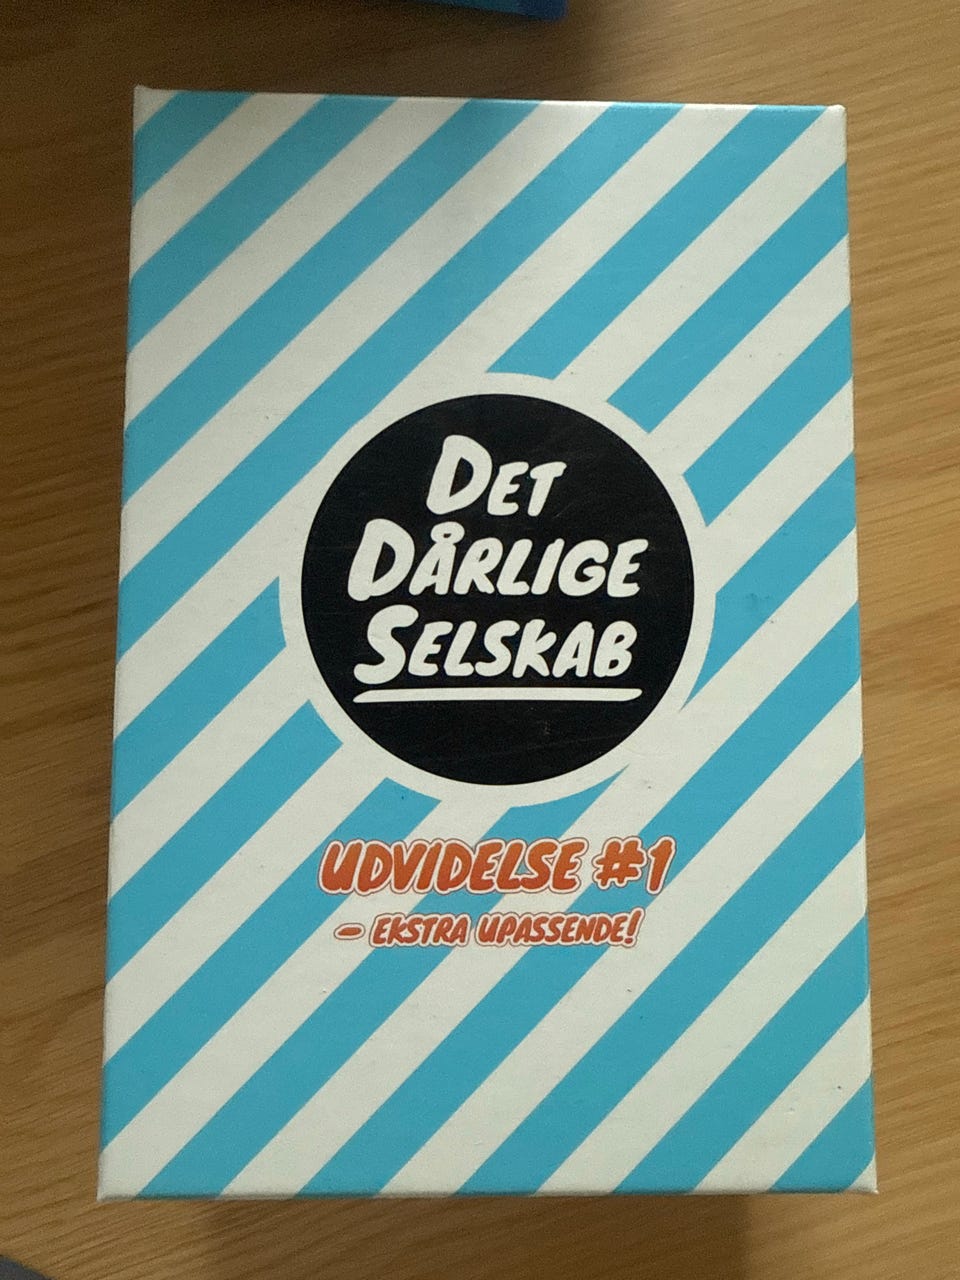 DET
DÅRLIGE
SELSKAB
UDVIDELSE #1
- EKSTRA UPASSENDE!